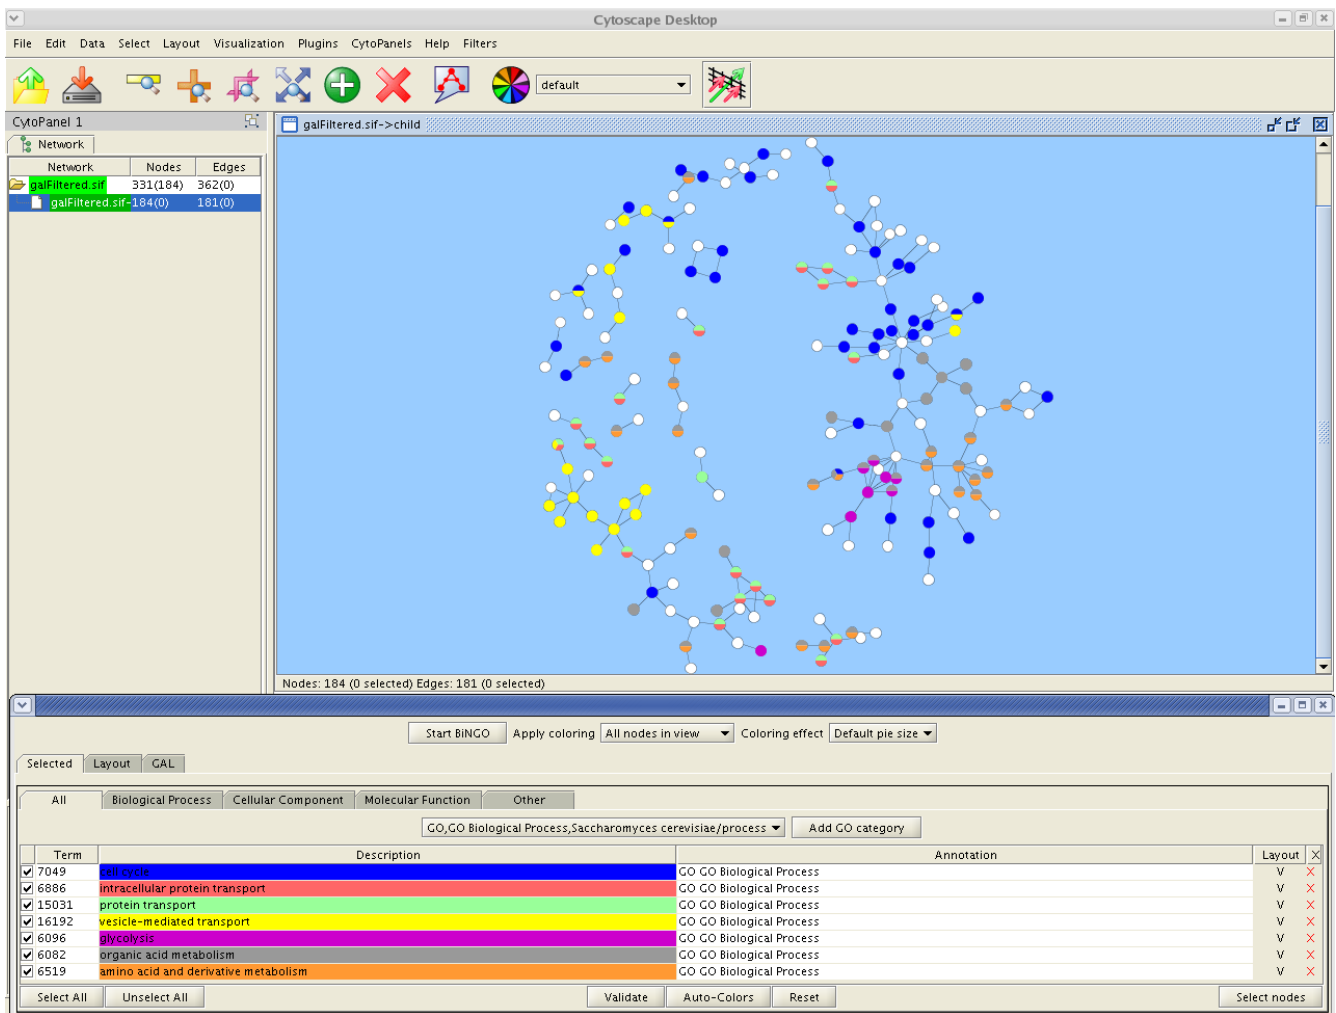 Cytoscape Desktop
File Edit Data Select Layout Visualization Plugins CytoPanels Help Filters
default
CytoPanel 1
Network
Network Nodes Edges
galFiltered.sif 331(184) 362(0)
galFiltered.sif- 184(0) 181(0)
galFiltered.sif->child
Nodes: 184 (0 selected) Edges: 181 (0 selected)
Start BiNGO Apply coloring All nodes in view Coloring effect Default pie size
Selected Layout GAL
All Biological Process Cellular Component Molecular Function Other
GO,GO Biological Process,Saccharomyces cerevisiae/process Add GO category
Term Description Annotation Layout X
7049 cell cycle GO GO Biological Process V X
6886 intracellular protein transport GO GO Biological Process V X
15031 protein transport GO GO Biological Process V X
16192 vesicle-mediated transport GO GO Biological Process V X
6096 glycolysis GO GO Biological Process V X
6082 organic acid metabolism GO GO Biological Process V X
6519 amino acid and derivative metabolism GO GO Biological Process V X
Select All Unselect All Validate Auto-Colors Reset Select nodes